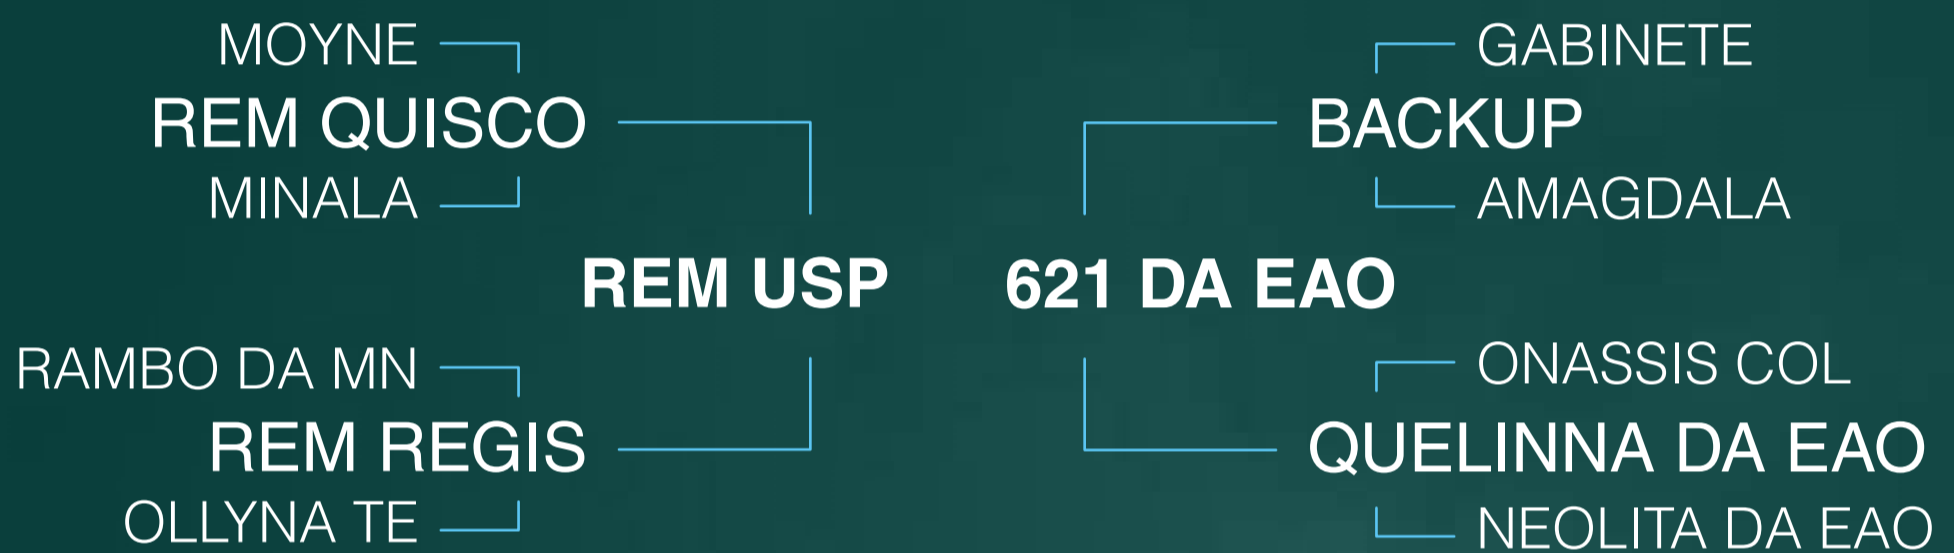 MOYNE
REM QUISCO
MINALA
REM USP
RAMBO DA MN
REM REGIS
OLLYNA TE
GABINETE
BACKUP
AMAGDALA
621 DA EAO
ONASSIS COL
QUELINNA DA EAO
NEOLITA DA EAO